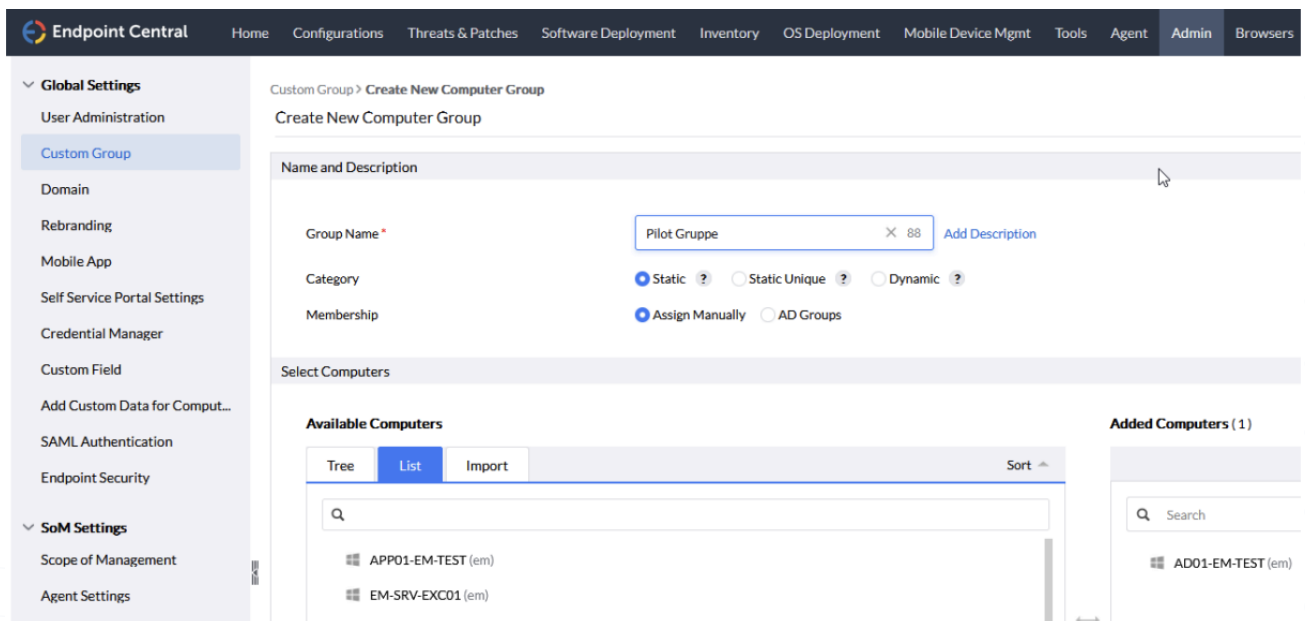 Endpoint Central Home Configurations Threats & Patches Software Deployment Inventory OS Deployment Mobile Device Mgmt Tools Agent Admin Browsers
Global Settings
User Administration
Custom Group
Domain
Rebranding
Mobile App
Self Service Portal Settings
Credential Manager
Custom Field
Add Custom Data for Comput...
SAML Authentication
Endpoint Security
SoM Settings
Scope of Management
Agent Settings
Custom Group > Create New Computer Group
Create New Computer Group
Name and Description
Group Name* Pilot Gruppe 88 Add Description
Category Static ? Static Unique ? Dynamic ?
Membership Assign Manually AD Groups
Select Computers
Available Computers
Tree List Import Sort
APP01-EM-TEST (em)
EM-SRV-EXC01 (em)
Added Computers (1)
Search
AD01-EM-TEST (em)